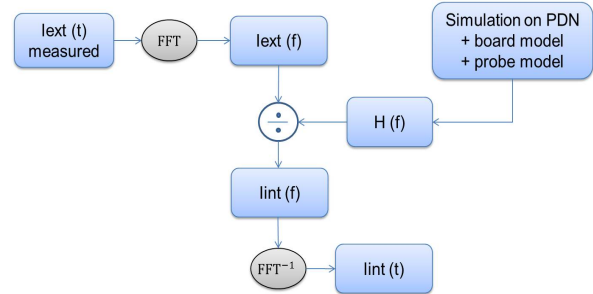 Iext (t)
measured
FFT
Iext (f)
Simulation on PDN
+ board model
+ probe model
÷
H (f)
Iint (f)
FFT⁻¹
Iint (t)